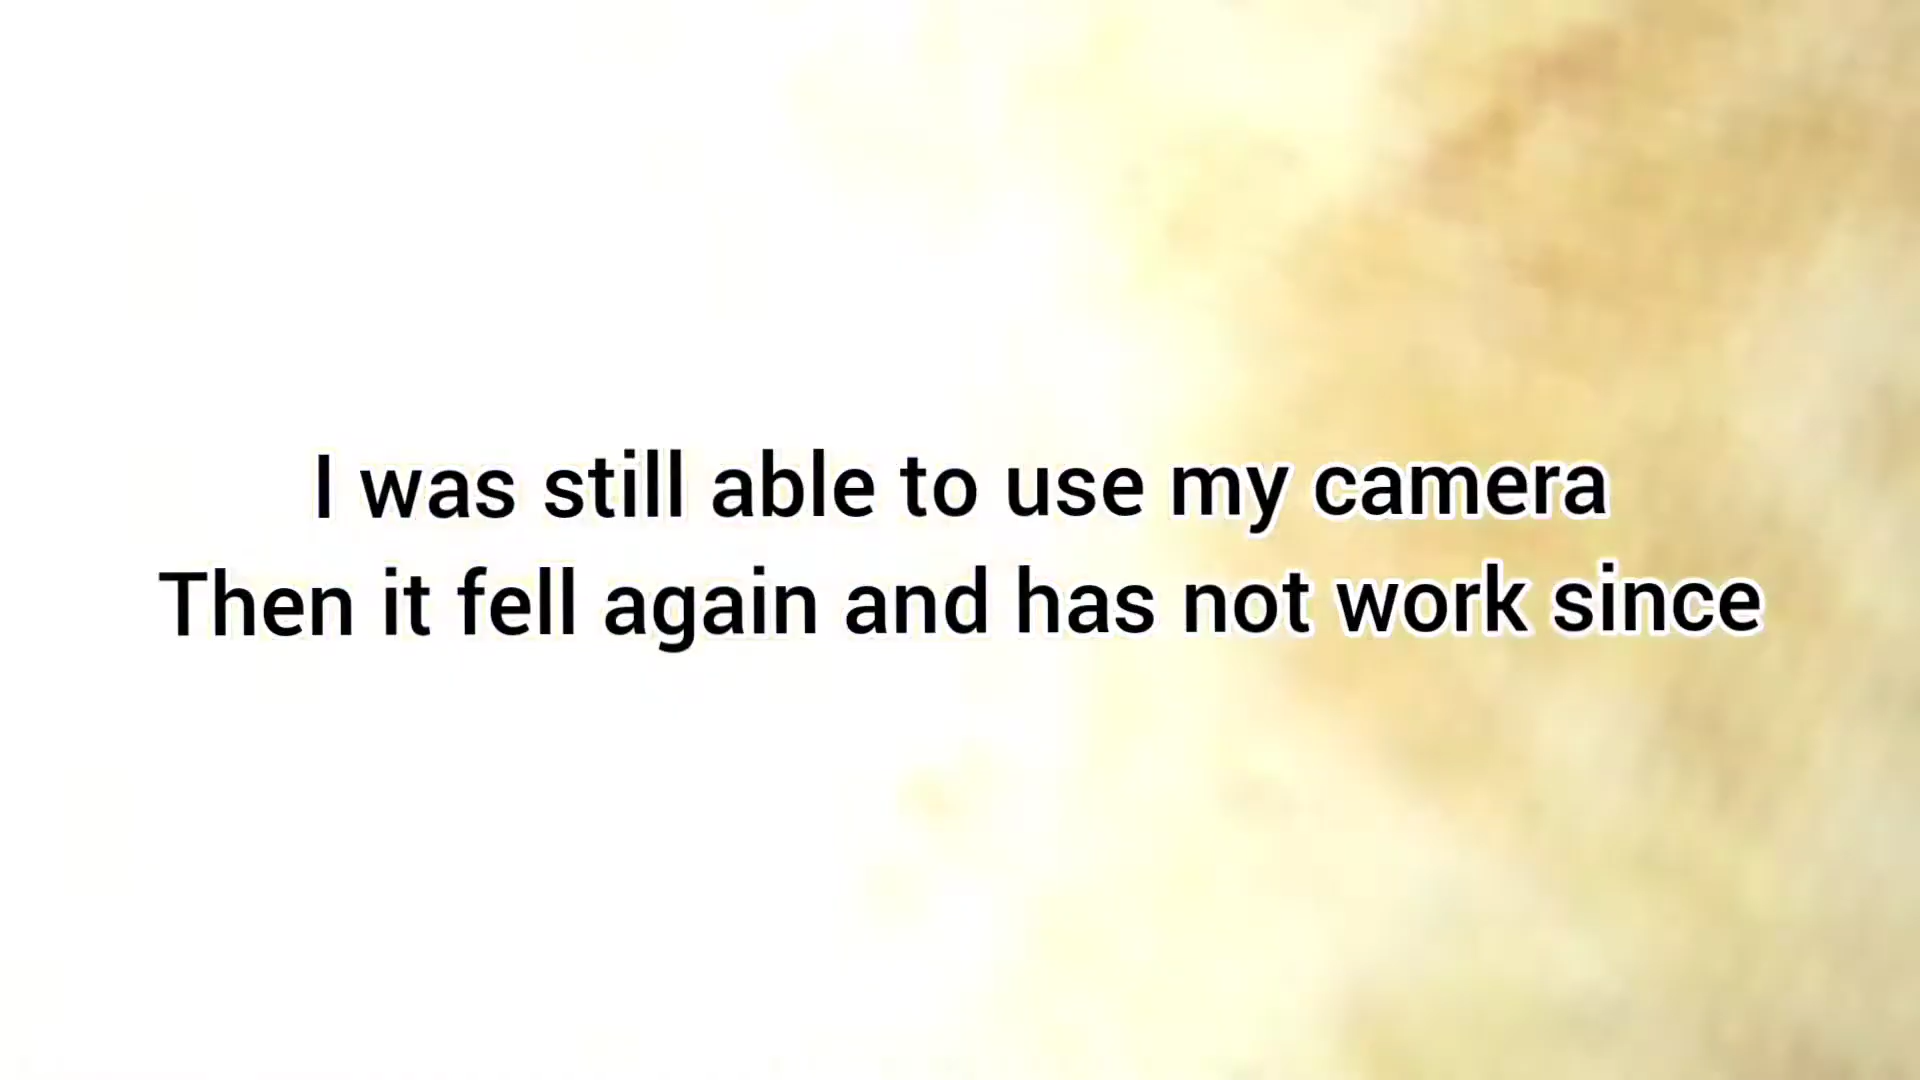 I was still able to use my camera
Then it fell again and has not work since